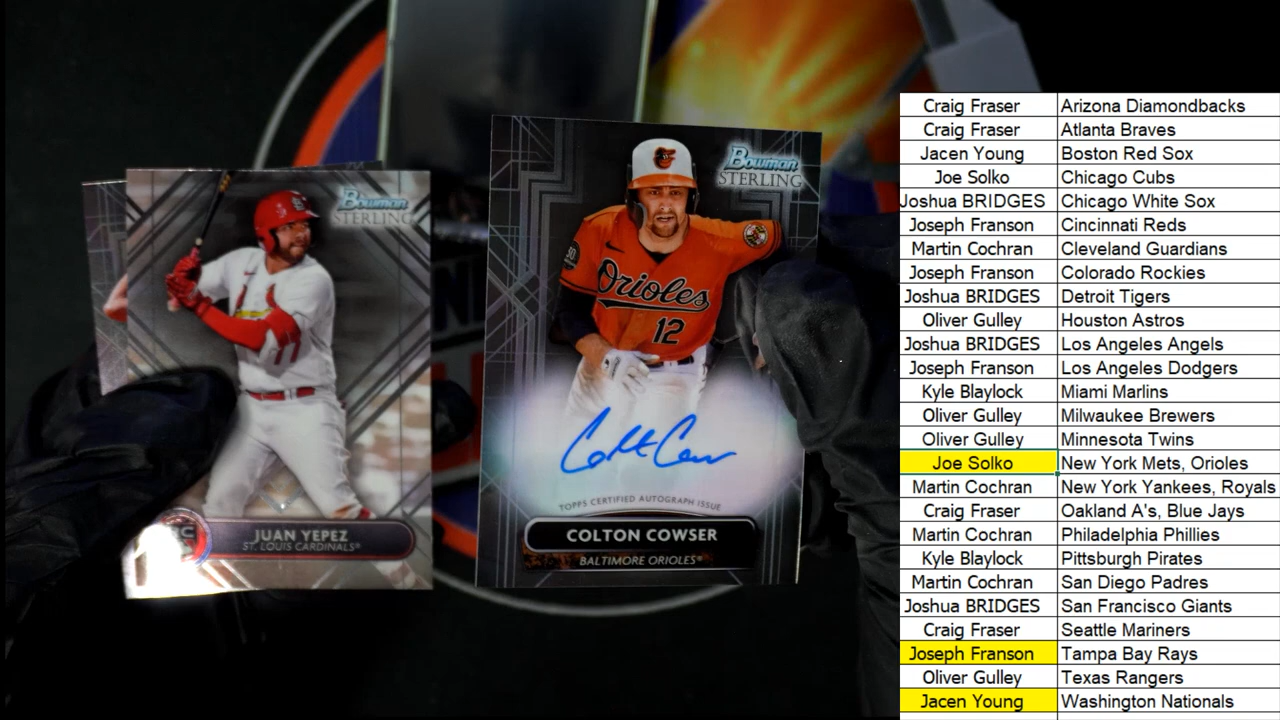 Bowman
STERLING
JUAN YEPEZ
ST. LOUIS CARDINALS®
Bowman
STERLING
Orioles
12
Colt Cow
TOPPS CERTIFIED AUTOGRAPH ISSUE
COLTON COWSER
BALTIMORE ORIOLES®
Craig Fraser Arizona Diamondbacks
Craig Fraser Atlanta Braves
Jacen Young Boston Red Sox
Joe Solko Chicago Cubs
Joshua BRIDGES Chicago White Sox
Joseph Franson Cincinnati Reds
Martin Cochran Cleveland Guardians
Joseph Franson Colorado Rockies
Joshua BRIDGES Detroit Tigers
Oliver Gulley Houston Astros
Joshua BRIDGES Los Angeles Angels
Joseph Franson Los Angeles Dodgers
Kyle Blaylock Miami Marlins
Oliver Gulley Milwaukee Brewers
Oliver Gulley Minnesota Twins
Joe Solko New York Mets, Orioles
Martin Cochran New York Yankees, Royals
Craig Fraser Oakland A's, Blue Jays
Martin Cochran Philadelphia Phillies
Kyle Blaylock Pittsburgh Pirates
Martin Cochran San Diego Padres
Joshua BRIDGES San Francisco Giants
Craig Fraser Seattle Mariners
Joseph Franson Tampa Bay Rays
Oliver Gulley Texas Rangers
Jacen Young Washington Nationals